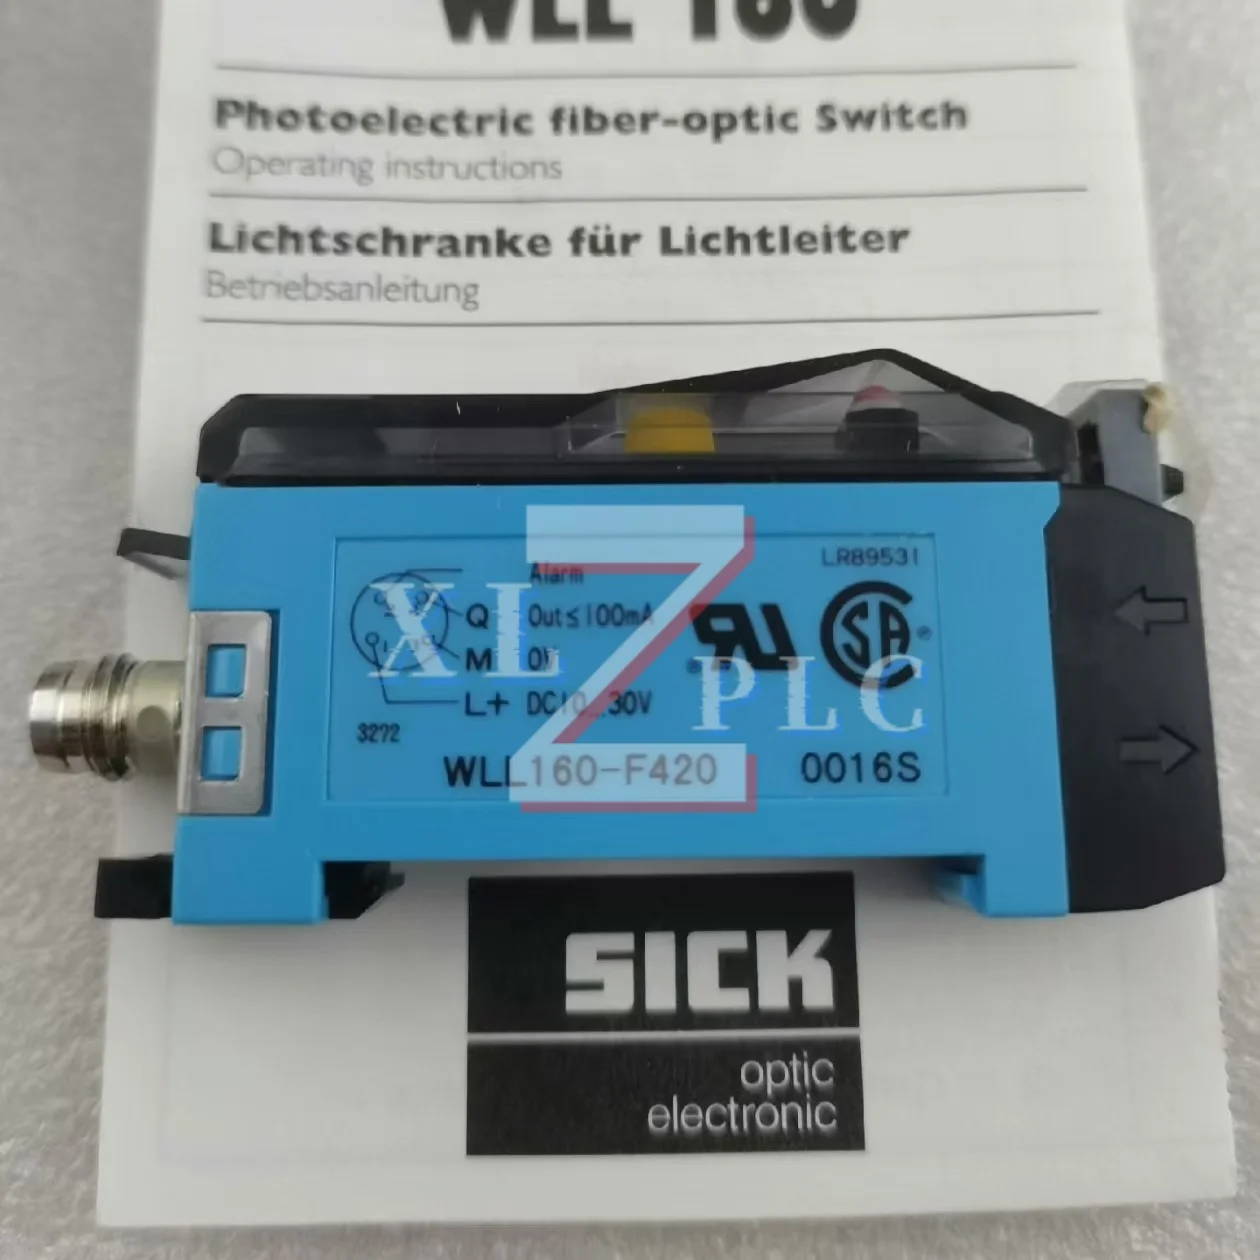 WLL 160
Photoelectric fiber-optic Switch
Operating instructions
Lichtschranke für Lichtleiter
Betriebsanleitung
LR89531
Alarm
Q Out≤100mA
M 0V
L+ DC10...30V
3272
WLL160-F420 0016S
XLZ PLC
SICK
optic
electronic